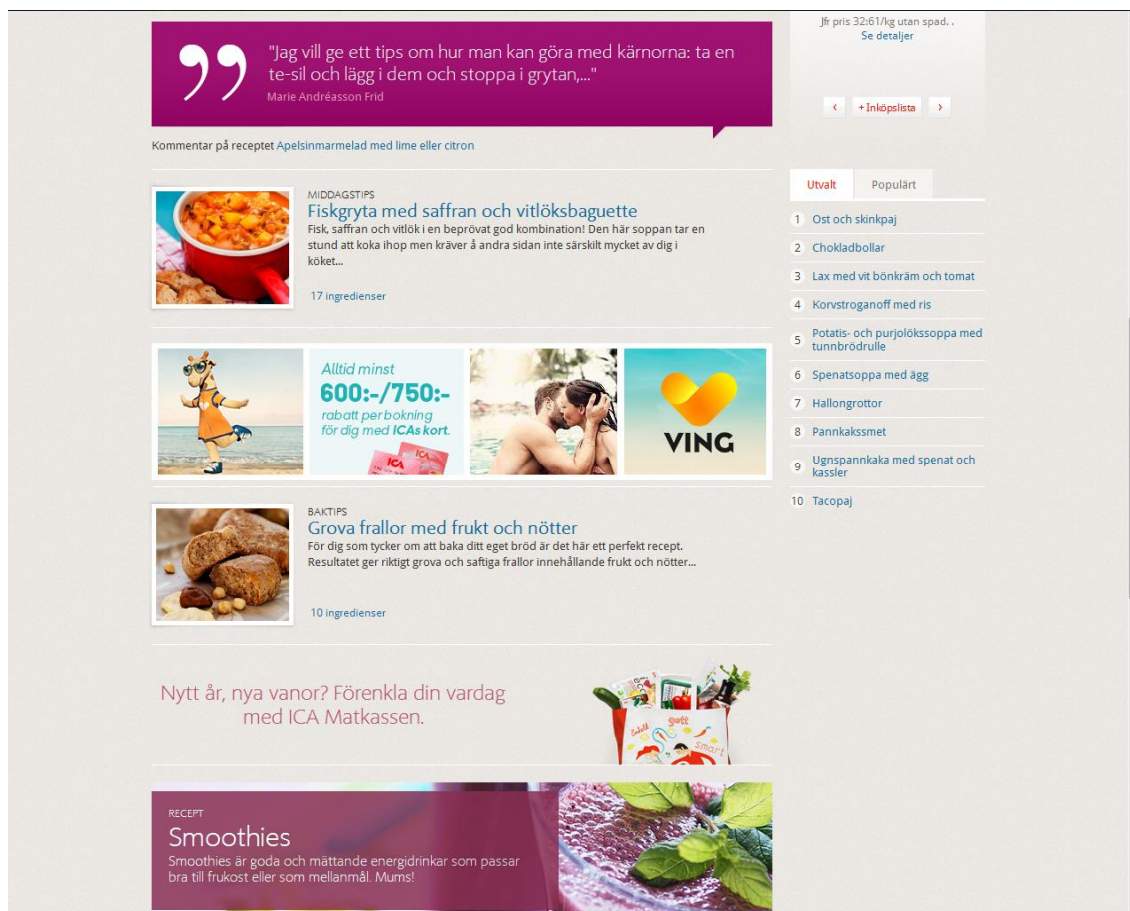 "Jag vill ge ett tips om hur man kan göra med kärnorna: ta en
te-sil och lägg i dem och stoppa i grytan,..."
Marie Andréasson Frid
Kommentar på receptet Apelsinmarmelad med lime eller citron
MIDDAGSTIPS
Fiskgryta med saffran och vitlöksbaguette
Fisk, saffran och vitlök i en beprövat god kombination! Den här soppan tar en
stund att koka ihop men kräver å andra sidan inte särskilt mycket av dig i
köket...
17 ingredienser
Alltid minst
600:-/750:-
rabatt per bokning
för dig med ICAs kort.
ICA
ICA
VING
BAKTIPS
Grova frallor med frukt och nötter
För dig som tycker om att baka ditt eget bröd är det här ett perfekt recept.
Resultatet ger riktigt grova och saftiga frallor innehållande frukt och nötter...
10 ingredienser
Nytt år, nya vanor? Förenkla din vardag
med ICA Matkassen.
Enkelt
gott
smart
RECEPT
Smoothies
Smoothies är goda och mättande energidrinkar som passar
bra till frukost eller som mellanmål. Mums!
Jfr pris 32:61/kg utan spad. .
Se detaljer
‹ + Inköpslista ›
Utvalt Populärt
1 Ost och skinkpaj
2 Chokladbollar
3 Lax med vit bönkräm och tomat
4 Korvstroganoff med ris
5 Potatis- och purjolökssoppa med
tunnbrödrulle
6 Spenatsoppa med ägg
7 Hallongrottor
8 Pannkakssmet
9 Ugnspannkaka med spenat och
kassler
10 Tacopaj